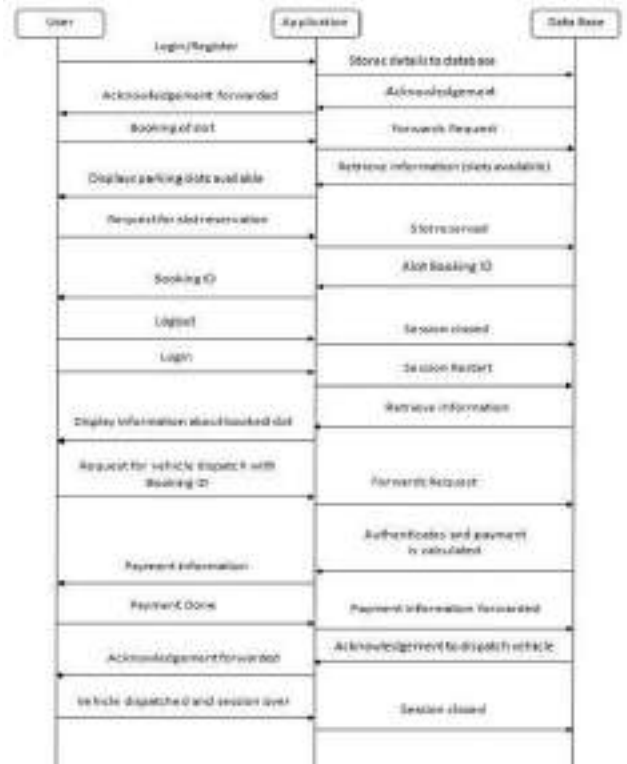 User
Application
Data Base
Login/Register
Stores details to database
Acknowledgement
Acknowledgement forwarded
Booking of slot
Forwards Request
Retrieve information (slots available)
Displays parking slots available
Request for slot reservation
Slot reserved
Alot Booking ID
Booking ID
Logout
Session closed
Login
Session Restart
Retrieve information
Display information about booked slot
Request for vehicle dispatch with
Booking ID
Forwards Request
Authenticates and payment
is calculated
Payment information
Payment Done
Payment information forwarded
Acknowledgement to dispatch vehicle
Acknowledgement forwarded
Vehicle dispatched and session over
Session closed